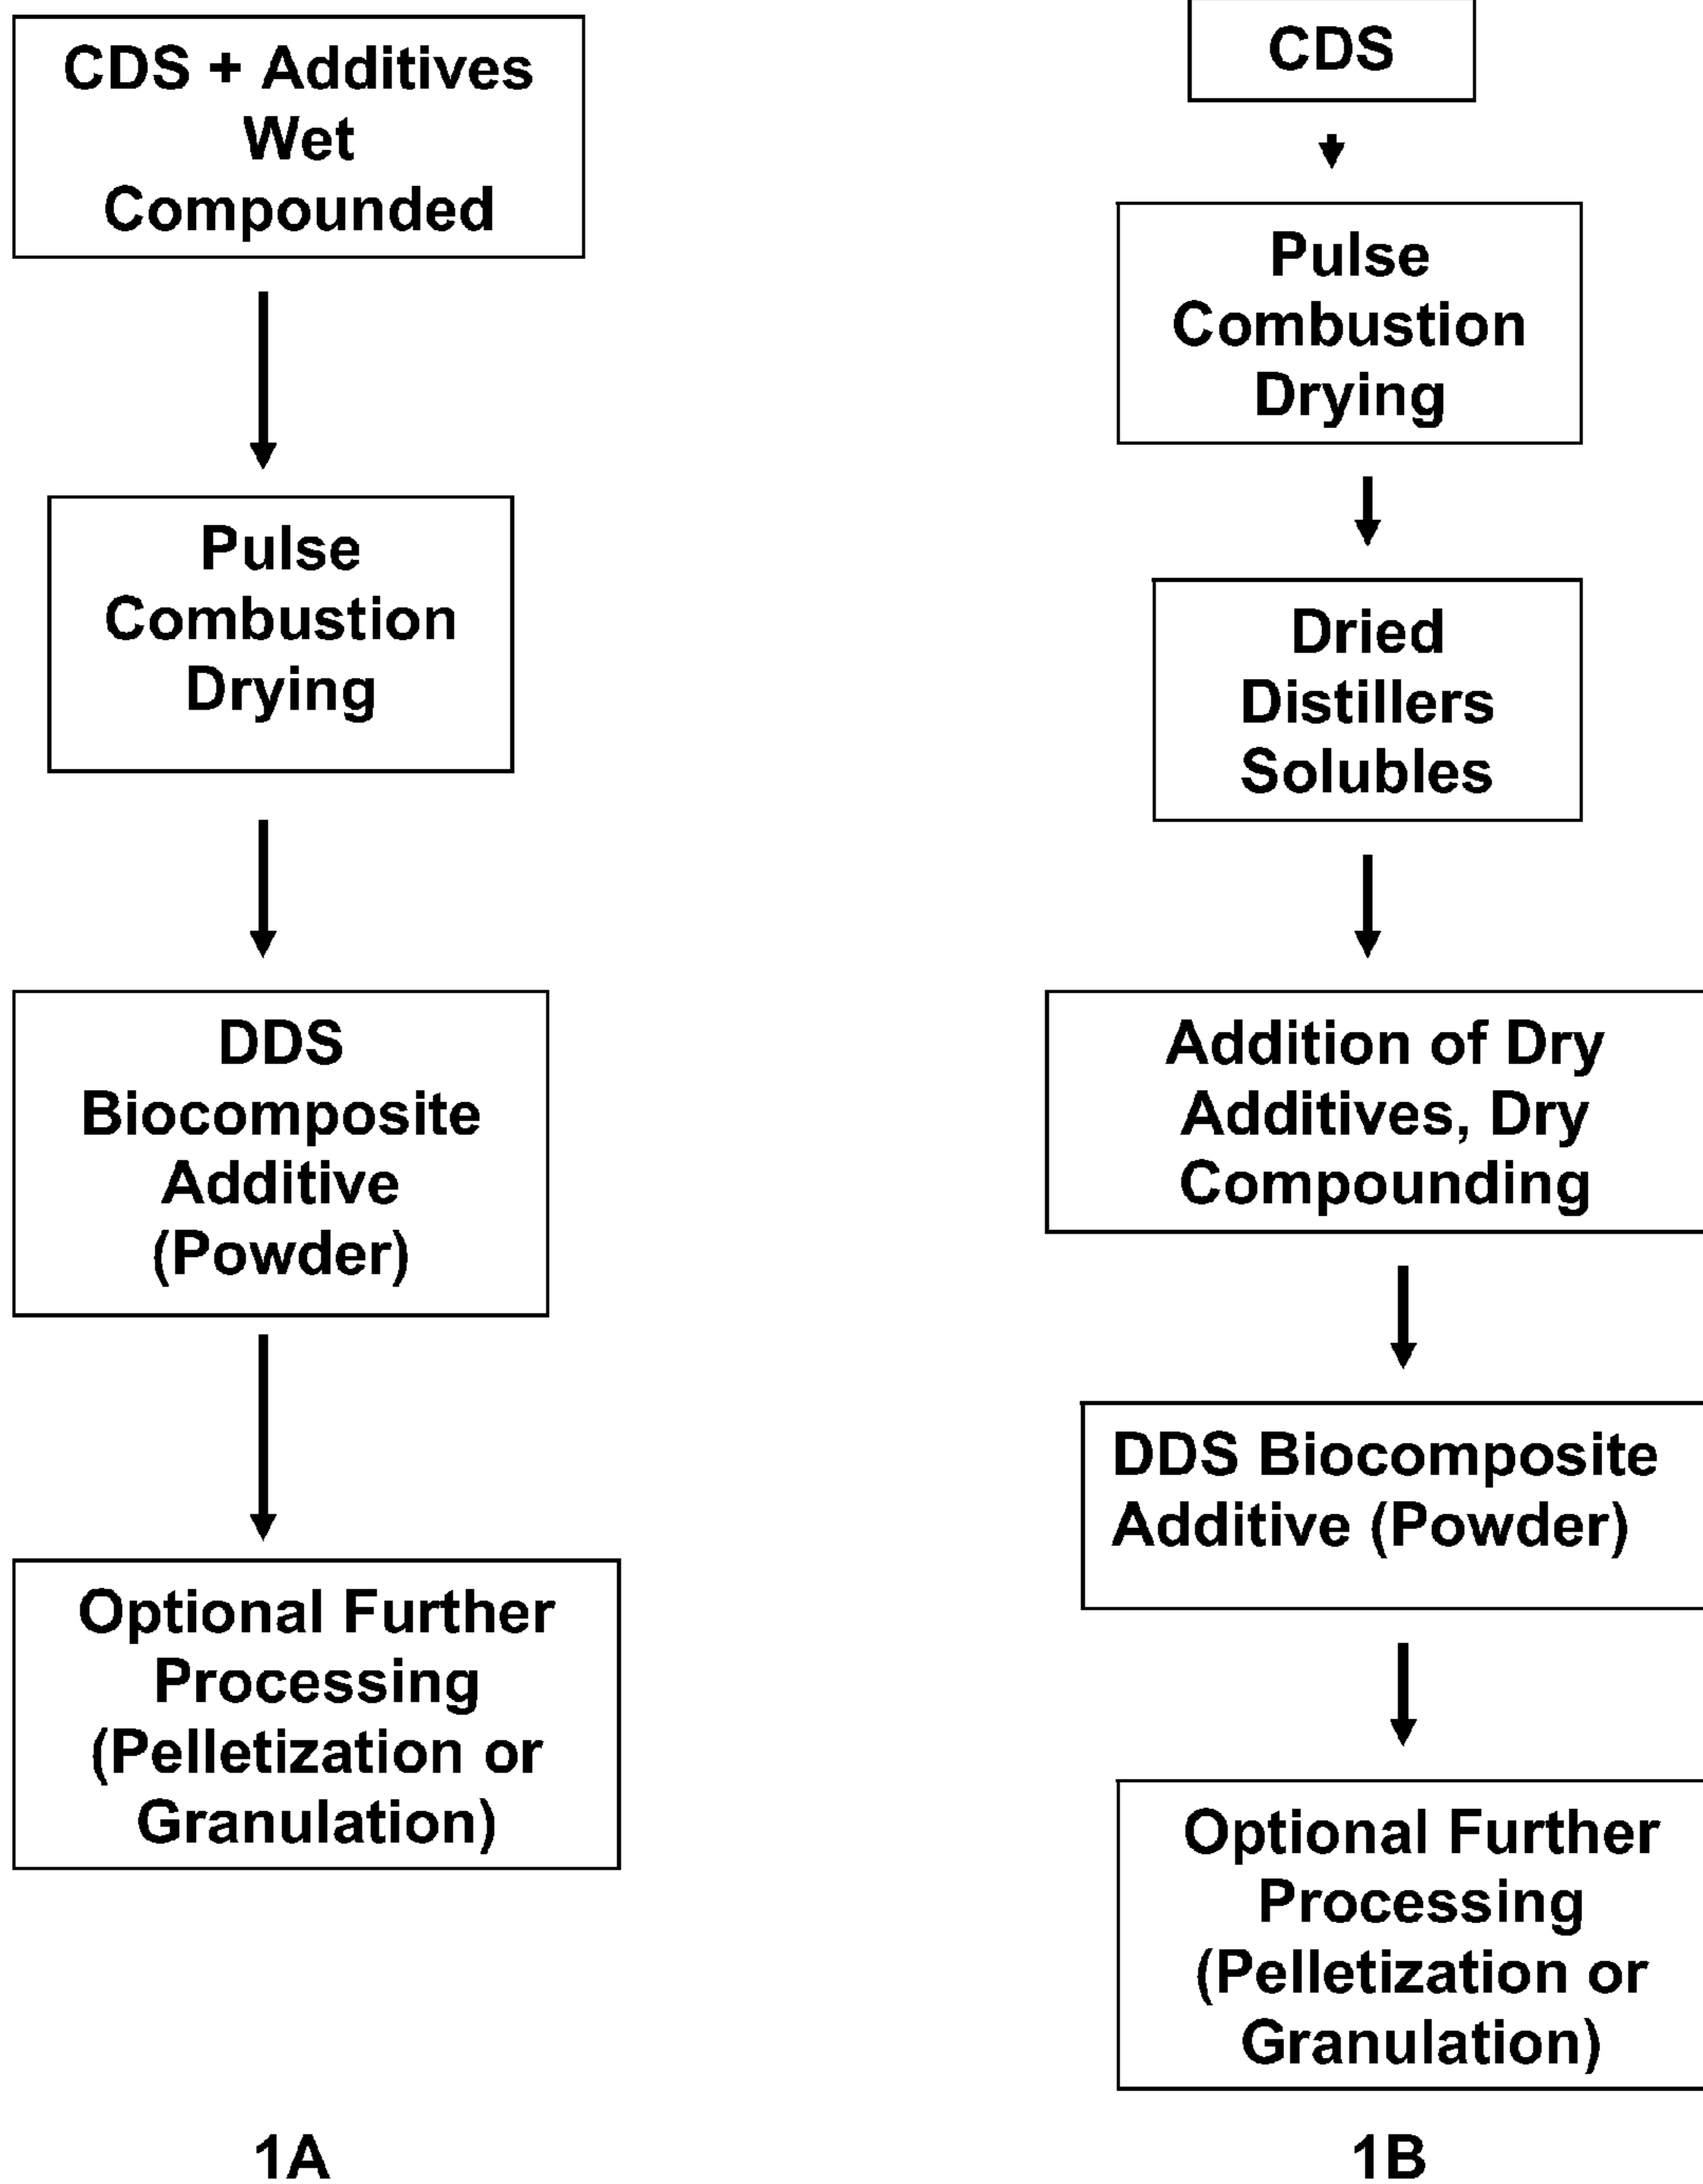 CDS + Additives
Wet
Compounded
Pulse
Combustion
Drying
DDS
Biocomposite
Additive
(Powder)
Optional Further
Processing
(Pelletization or
Granulation)
1A
CDS
Pulse
Combustion
Drying
Dried
Distillers
Solubles
Addition of Dry
Additives, Dry
Compounding
DDS Biocomposite
Additive (Powder)
Optional Further
Processing
(Pelletization or
Granulation)
1B